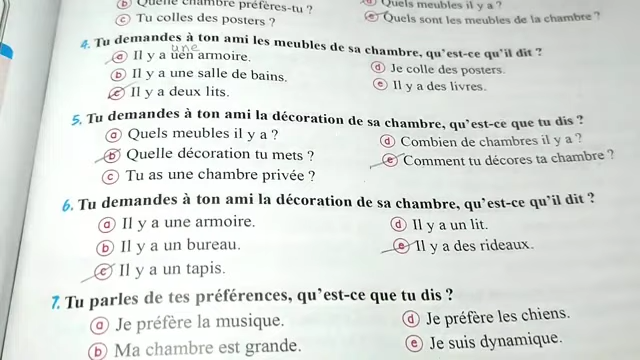 ⓑ Quelle chambre préfères-tu ?
Quels meubles il y a ?
ⓒ Tu colles des posters ?
ⓔ Quels sont les meubles de la chambre ?
4. Tu demandes à ton ami les meubles de sa chambre, qu'est-ce qu'il dit ?
une
ⓐ Il y a uen armoire.
ⓑ Il y a une salle de bains.
ⓓ Je colle des posters.
ⓒ Il y a deux lits.
ⓔ Il y a des livres.
5. Tu demandes à ton ami la décoration de sa chambre, qu'est-ce que tu dis ?
ⓐ Quels meubles il y a ?
ⓓ Combien de chambres il y a ?
ⓑ Quelle décoration tu mets ?
ⓔ Comment tu décores ta chambre ?
ⓒ Tu as une chambre privée ?
6. Tu demandes à ton ami la décoration de sa chambre, qu'est-ce qu'il dit ?
ⓐ Il y a une armoire.
ⓓ Il y a un lit.
ⓑ Il y a un bureau.
ⓔ Il y a des rideaux.
ⓒ Il y a un tapis.
7. Tu parles de tes préférences, qu'est-ce que tu dis ?
ⓐ Je préfère la musique.
ⓓ Je préfère les chiens.
ⓑ Ma chambre est grande.
ⓔ Je suis dynamique.